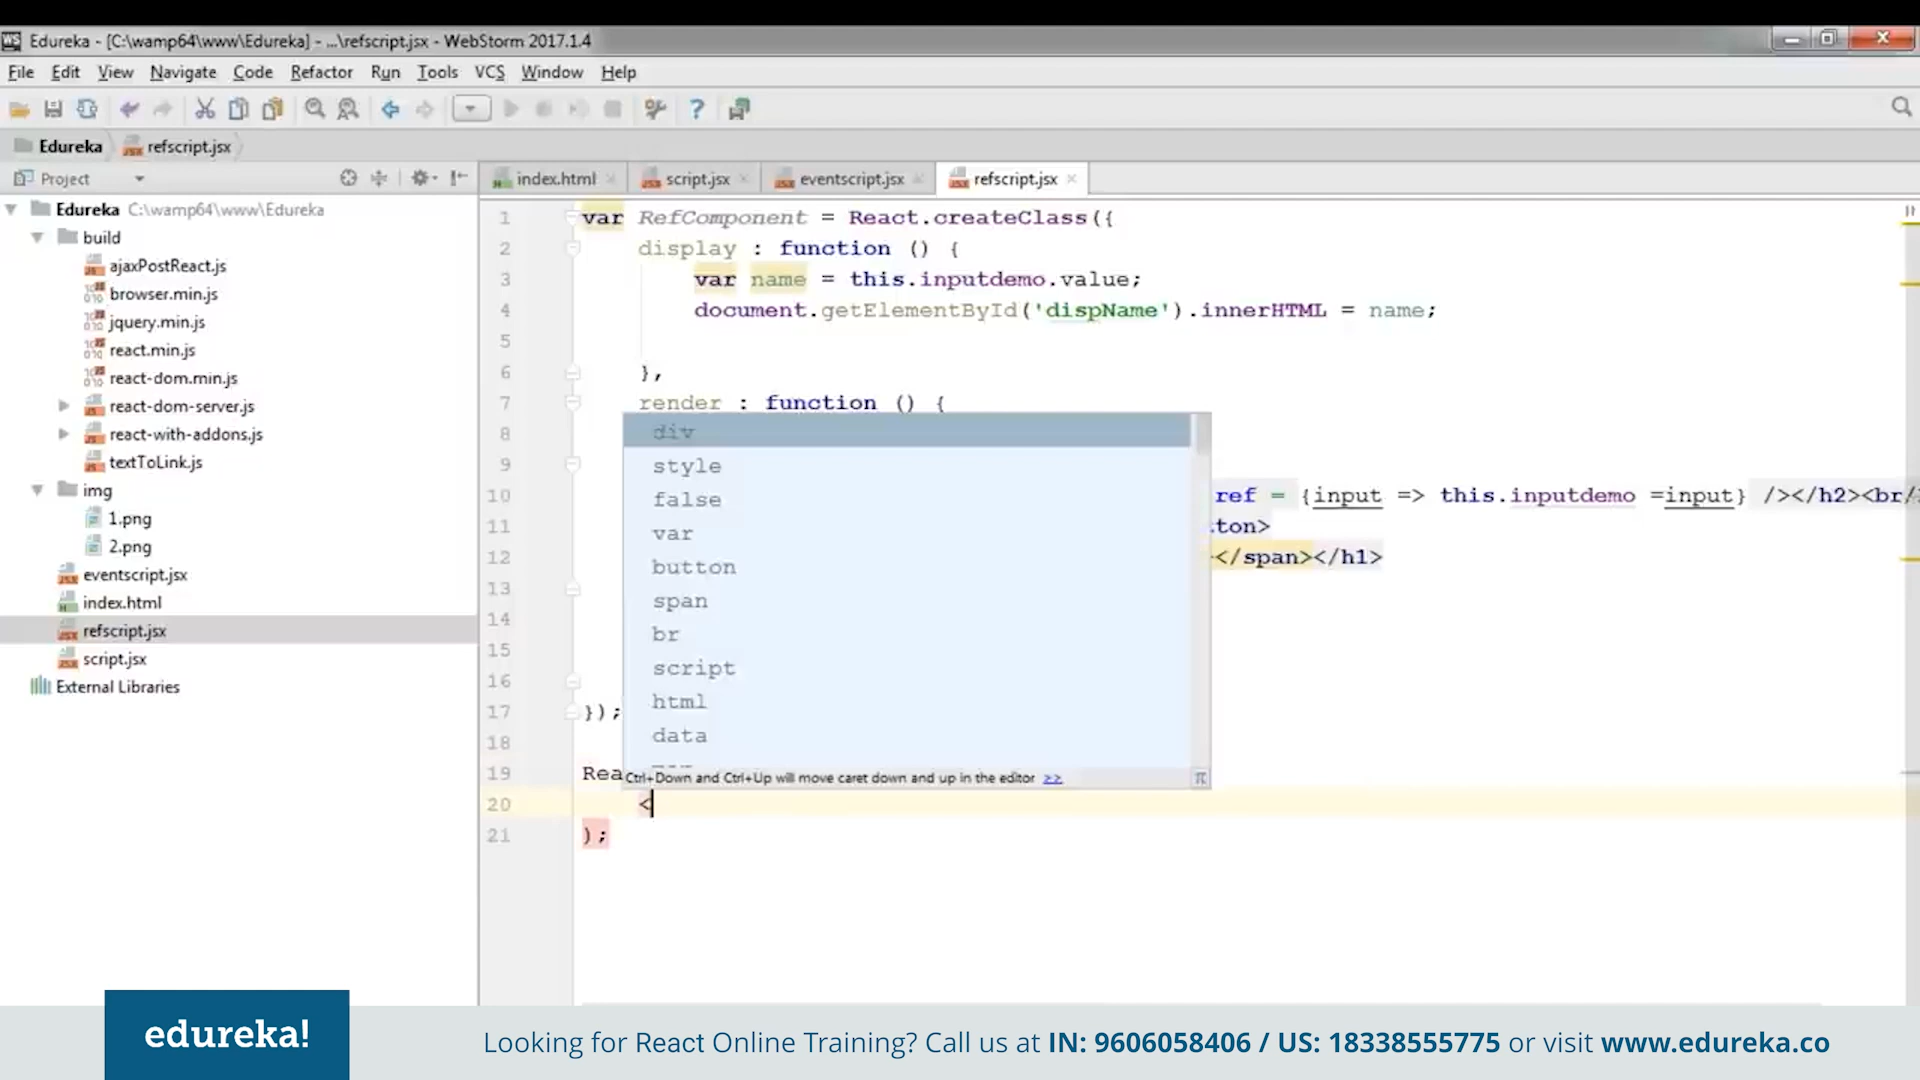 Edureka - [C:\wamp64\www\Edureka] - ...\refscript.jsx - WebStorm 2017.1.4
File Edit View Navigate Code Refactor Run Tools VCS Window Help
Edureka refscript.jsx
Project
index.html script.jsx eventscript.jsx refscript.jsx
Edureka C:\wamp64\www\Edureka
build
ajaxPostReact.js
browser.min.js
jquery.min.js
react.min.js
react-dom.min.js
react-dom-server.js
react-with-addons.js
textToLink.js
img
1.png
2.png
eventscript.jsx
index.html
refscript.jsx
script.jsx
External Libraries
1 var RefComponent = React.createClass({
2 display : function () {
3 var name = this.inputdemo.value;
4 document.getElementById('dispName').innerHTML = name;
5
6 },
7 render : function () {
8
9
10 ref = {input => this.inputdemo =input} /></h2><br/>
11 ton>
12 </span></h1>
13
14
15
16
17 });
18
19 Rea
20 <
21 );
div
style
false
var
button
span
br
script
html
data
Ctrl+Down and Ctrl+Up will move caret down and up in the editor >>
edureka!
Looking for React Online Training? Call us at IN: 9606058406 / US: 18338555775 or visit www.edureka.co